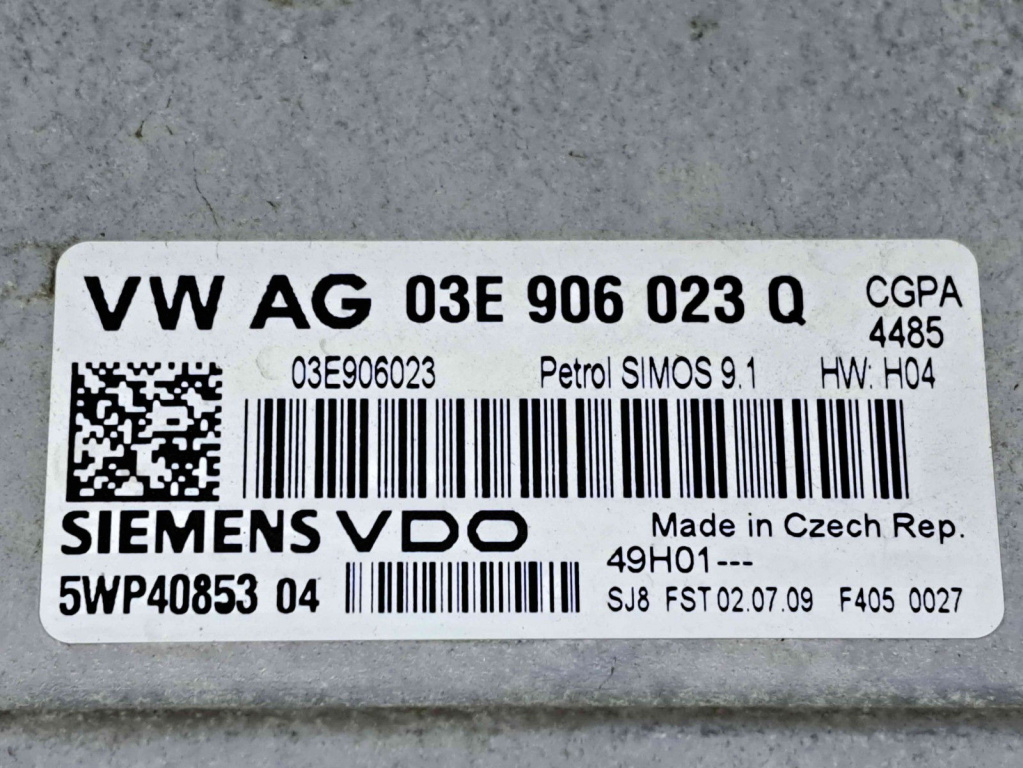 VW AG 03E 906 023 Q CGPA
4485
03E906023 Petrol SIMOS 9.1 HW: H04
SIEMENS VDO Made in Czech Rep.
49H01---
5WP40853 04 SJ8 FST 02.07.09 F405 0027